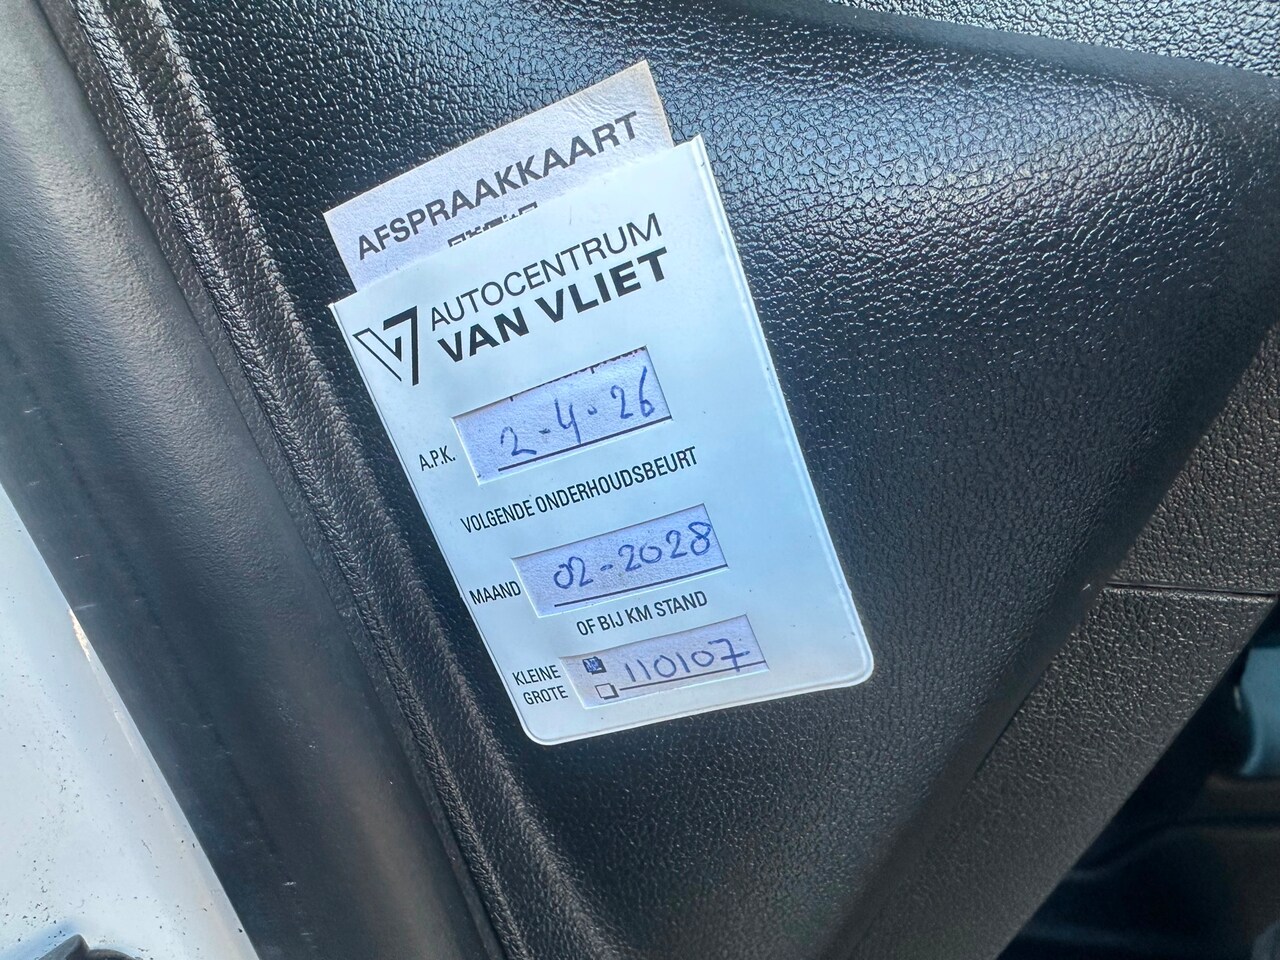 AFSPRAAKKAART
AUTOCENTRUM
VAN VLIET
A.P.K. 2-4-26
VOLGENDE ONDERHOUDSBEURT
MAAND 02-2028
OF BIJ KM STAND
KLEINE
GROTE 110107